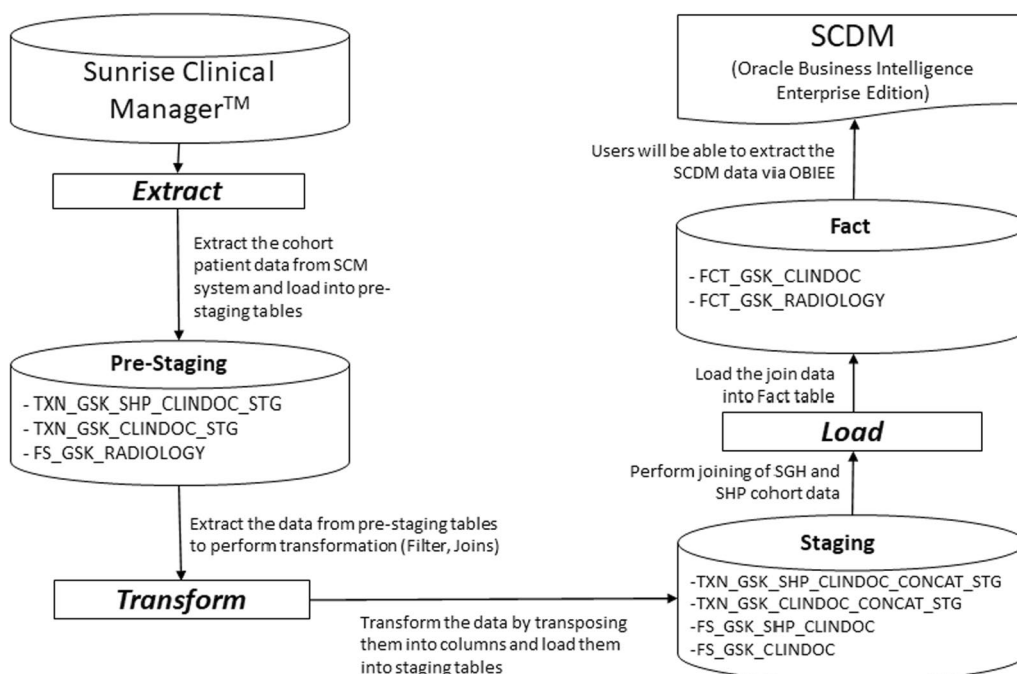 Sunrise Clinical
Manager™
Extract
Extract the cohort
patient data from SCM
system and load into pre-
staging tables
Pre-Staging
- TXN_GSK_SHP_CLINDOC_STG
- TXN_GSK_CLINDOC_STG
- FS_GSK_RADIOLOGY
Extract the data from pre-staging tables
to perform transformation (Filter, Joins)
Transform
Transform the data by transposing
them into columns and load them
into staging tables
Staging
-TXN_GSK_SHP_CLINDOC_CONCAT_STG
-TXN_GSK_CLINDOC_CONCAT_STG
-FS_GSK_SHP_CLINDOC
-FS_GSK_CLINDOC
Perform joining of SGH and
SHP cohort data
Load
Load the join data
into Fact table
Fact
- FCT_GSK_CLINDOC
- FCT_GSK_RADIOLOGY
Users will be able to extract the
SCDM data via OBIEE
SCDM
(Oracle Business Intelligence
Enterprise Edition)